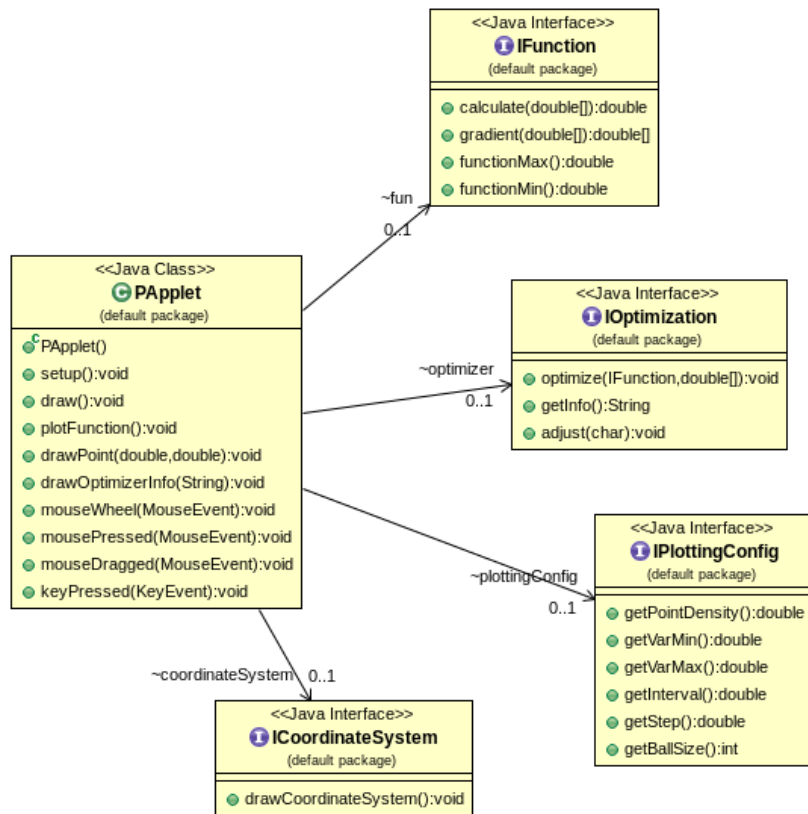 <<Java Interface>>
IFunction
(default package)
calculate(double[]):double
gradient(double[]):double[]
functionMax():double
functionMin():double
~fun
0..1
<<Java Class>>
C PApplet
(default package)
C PApplet()
setup():void
draw():void
plotFunction():void
drawPoint(double,double):void
drawOptimizerInfo(String):void
mouseWheel(MouseEvent):void
mousePressed(MouseEvent):void
mouseDragged(MouseEvent):void
keyPressed(KeyEvent):void
<<Java Interface>>
I IOptimization
(default package)
optimize(IFunction,double[]):void
getInfo():String
adjust(char):void
~optimizer
0..1
<<Java Interface>>
I IPlottingConfig
(default package)
getPointDensity():double
getVarMin():double
getVarMax():double
getInterval():double
getStep():double
getBallSize():int
~plottingConfig
0..1
~coordinateSystem
0..1
<<Java Interface>>
I ICoordinateSystem
(default package)
drawCoordinateSystem():void